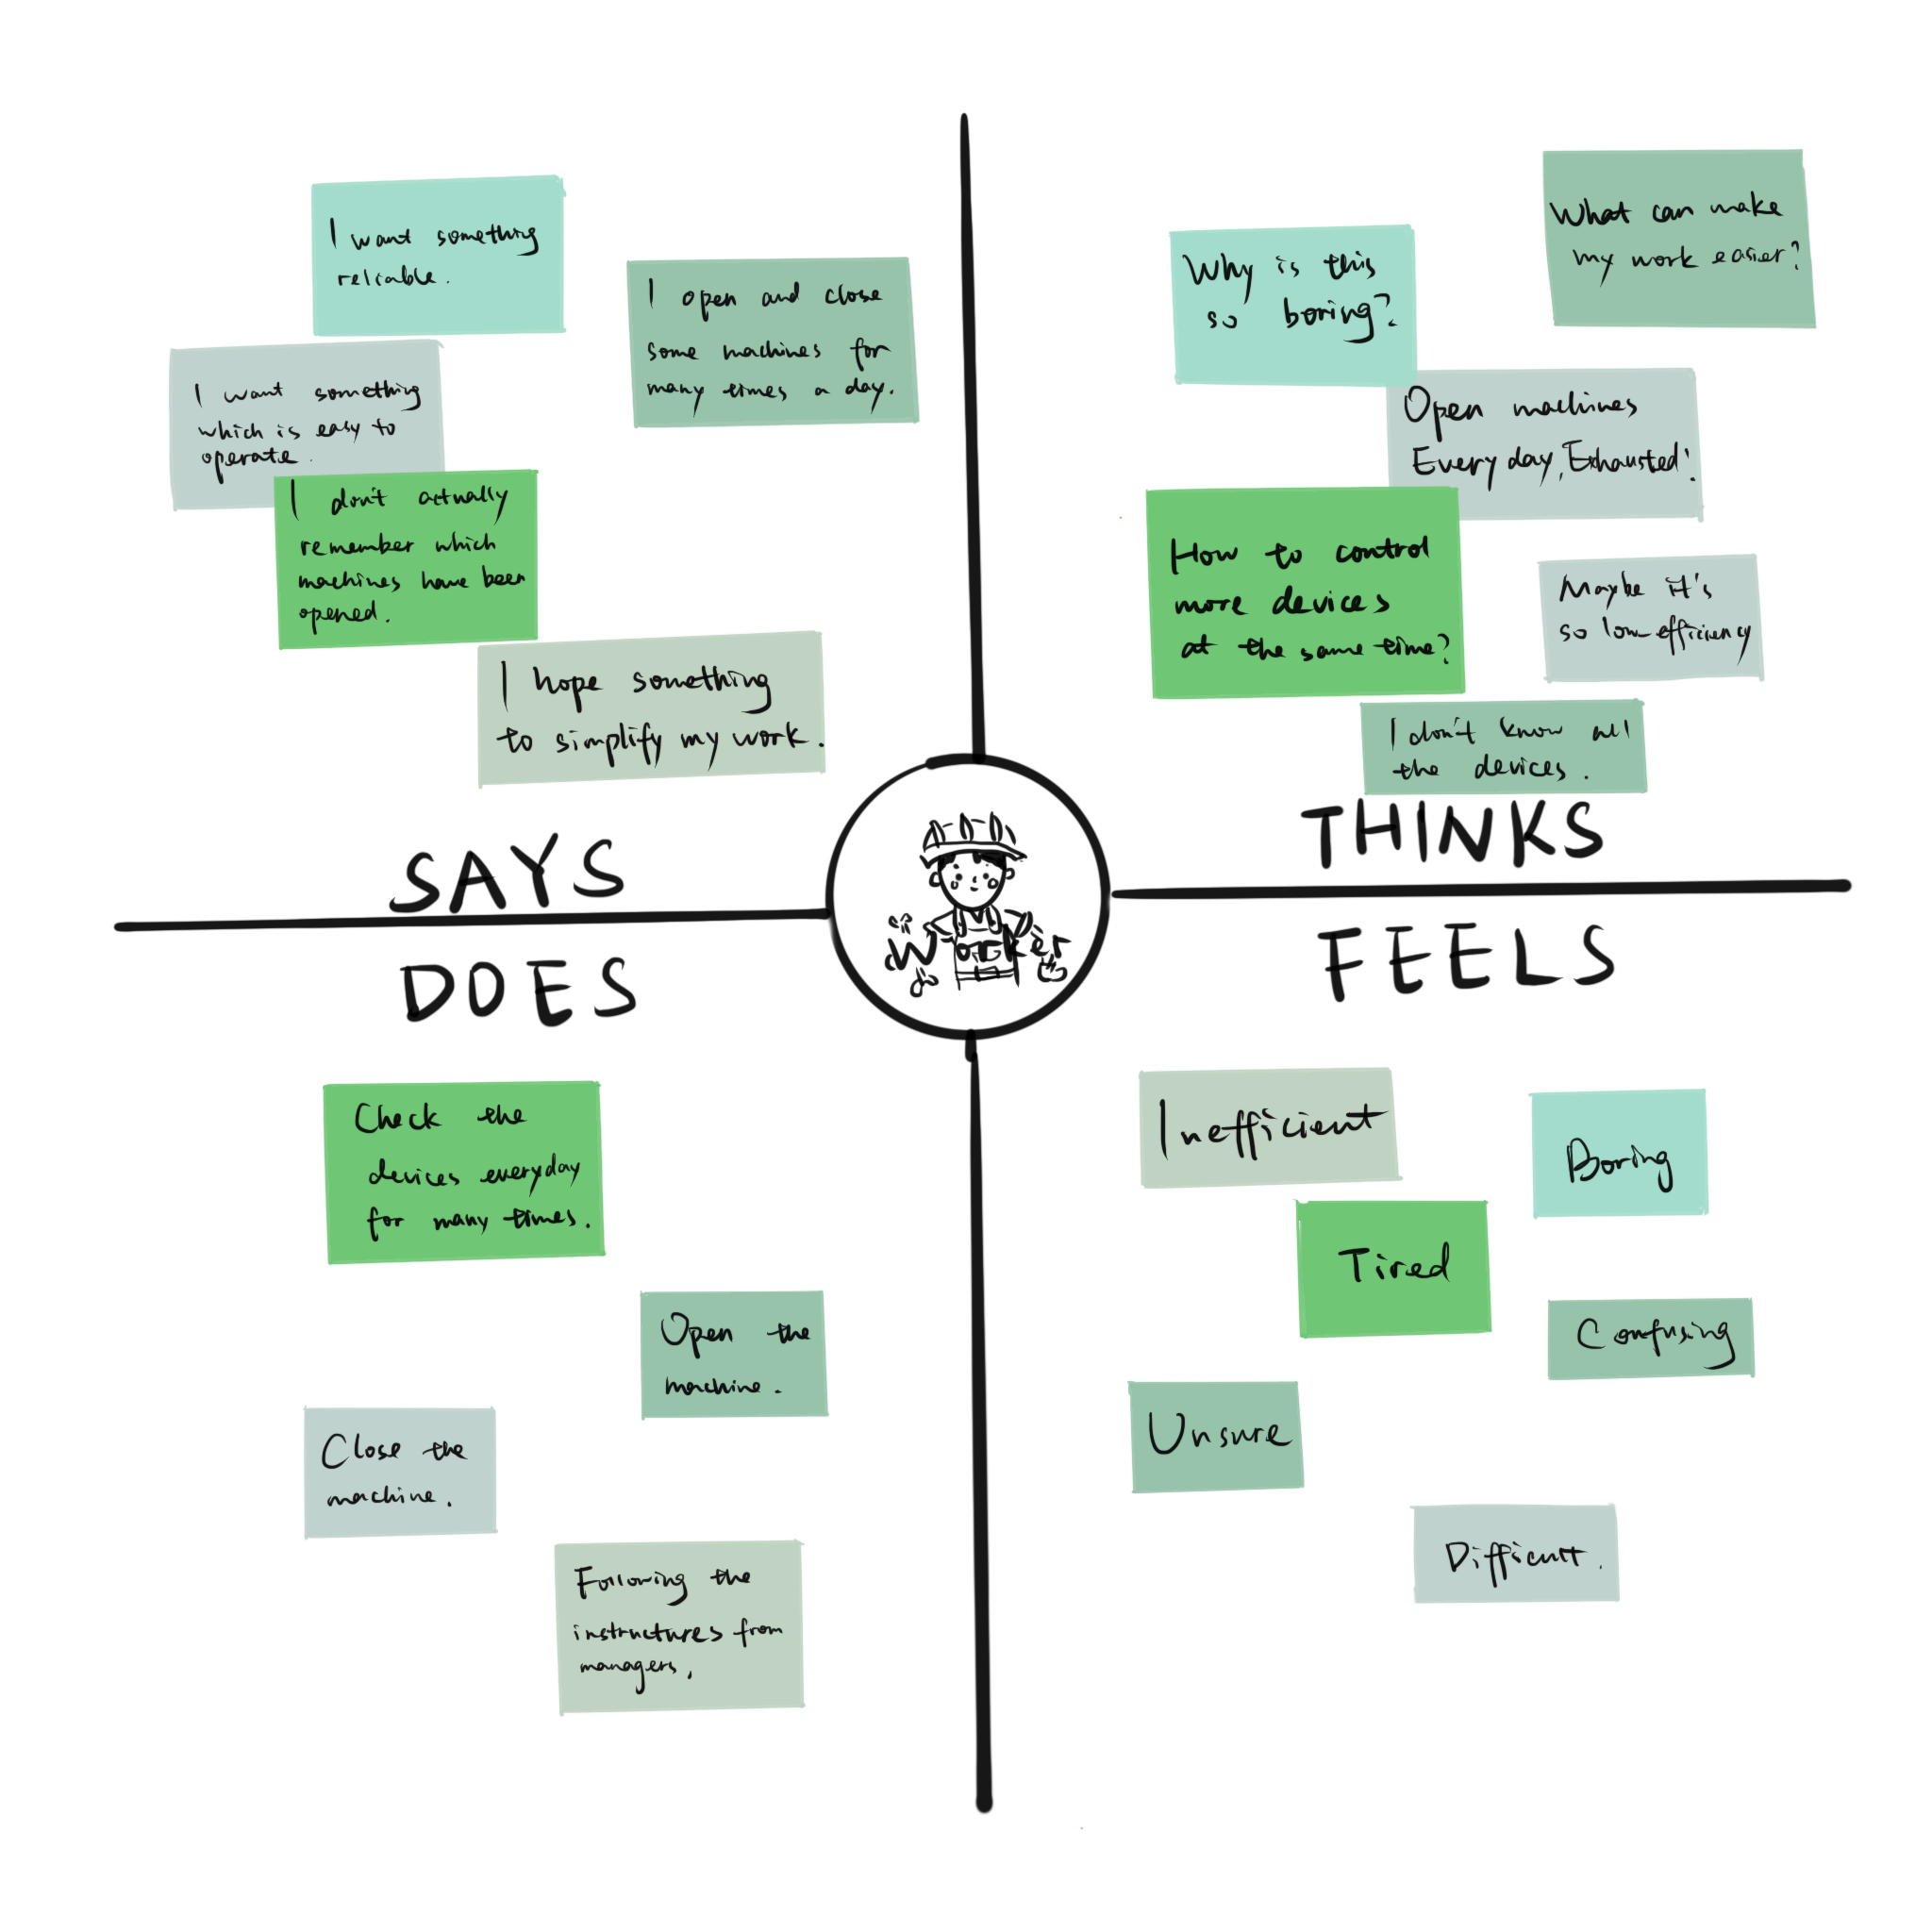 I want something
reliable.
I open and close
some machines for
many times a day.
I want something
which is easy to
operate.
I don't actually
remember which
machines have been
opened.
I hope something
to simplify my work.
SAYS
What can make
my work easier?
Why is this
so boring?
Open machines
Every day, Exhausted!
How to control
more devices
at the same time?
Maybe it's
so low-efficiency
I don't know all
the devices.
THINKS
Worker
DOES
Check the
devices everyday
for many times.
Open the
machine.
Close the
machine.
Following the
instructures from
managers.
FEELS
Inefficient
Boring
Tired
Confusing
Unsure
Difficult.